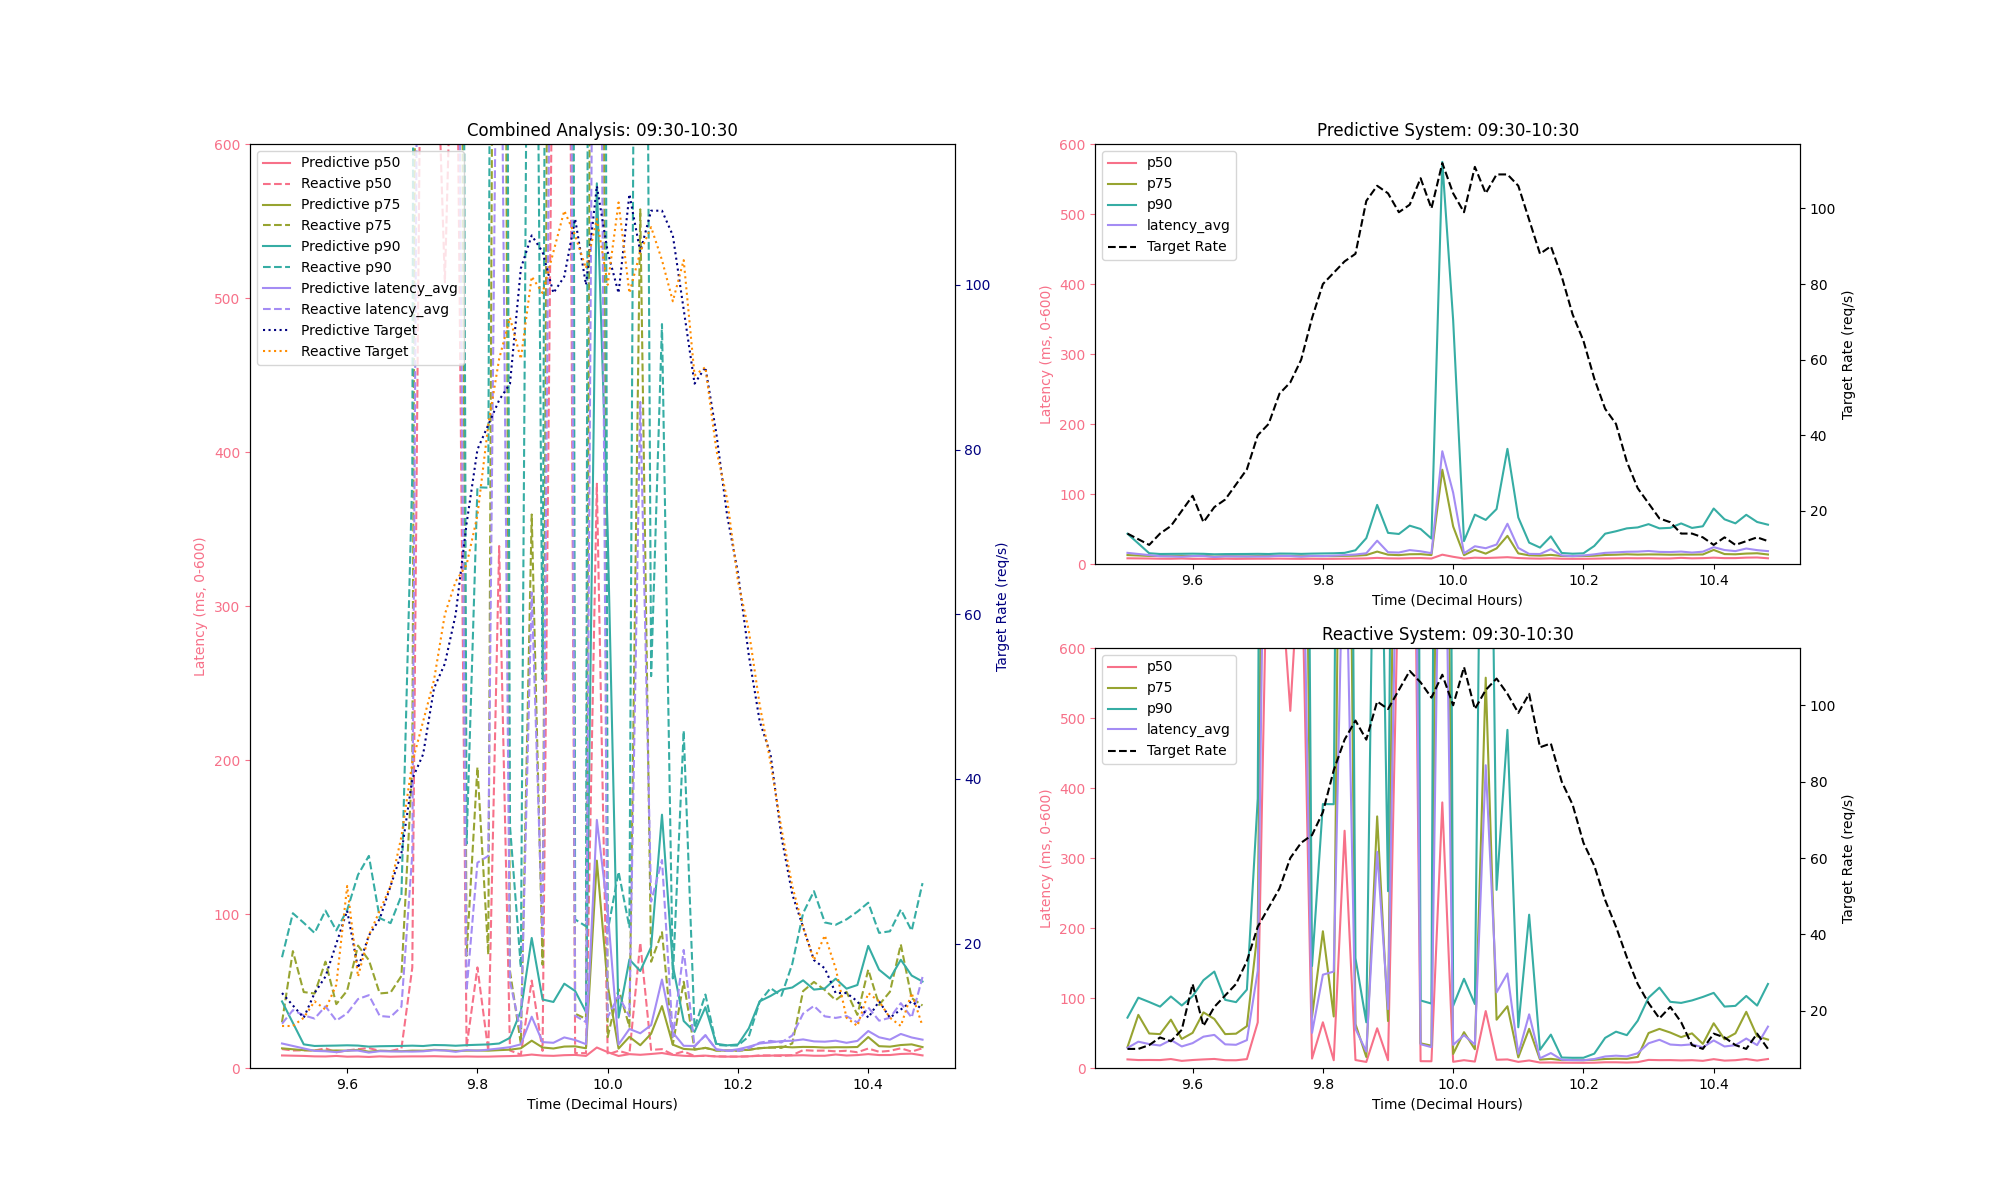 Combined Analysis: 09:30-10:30
600
500
400
300
200
100
0
Latency (ms, 0-600)
Predictive p50
Reactive p50
Predictive p75
Reactive p75
Predictive p90
Reactive p90
Predictive latency_avg
Reactive latency_avg
Predictive Target
Reactive Target
100
80
60
40
20
Target Rate (req/s)
9.6 9.8 10.0 10.2 10.4
Time (Decimal Hours)
Predictive System: 09:30-10:30
600
500
400
300
200
100
0
Latency (ms, 0-600)
p50
p75
p90
latency_avg
Target Rate
100
80
60
40
20
Target Rate (req/s)
9.6 9.8 10.0 10.2 10.4
Time (Decimal Hours)
Reactive System: 09:30-10:30
600
500
400
300
200
100
0
Latency (ms, 0-600)
p50
p75
p90
latency_avg
Target Rate
100
80
60
40
20
Target Rate (req/s)
9.6 9.8 10.0 10.2 10.4
Time (Decimal Hours)